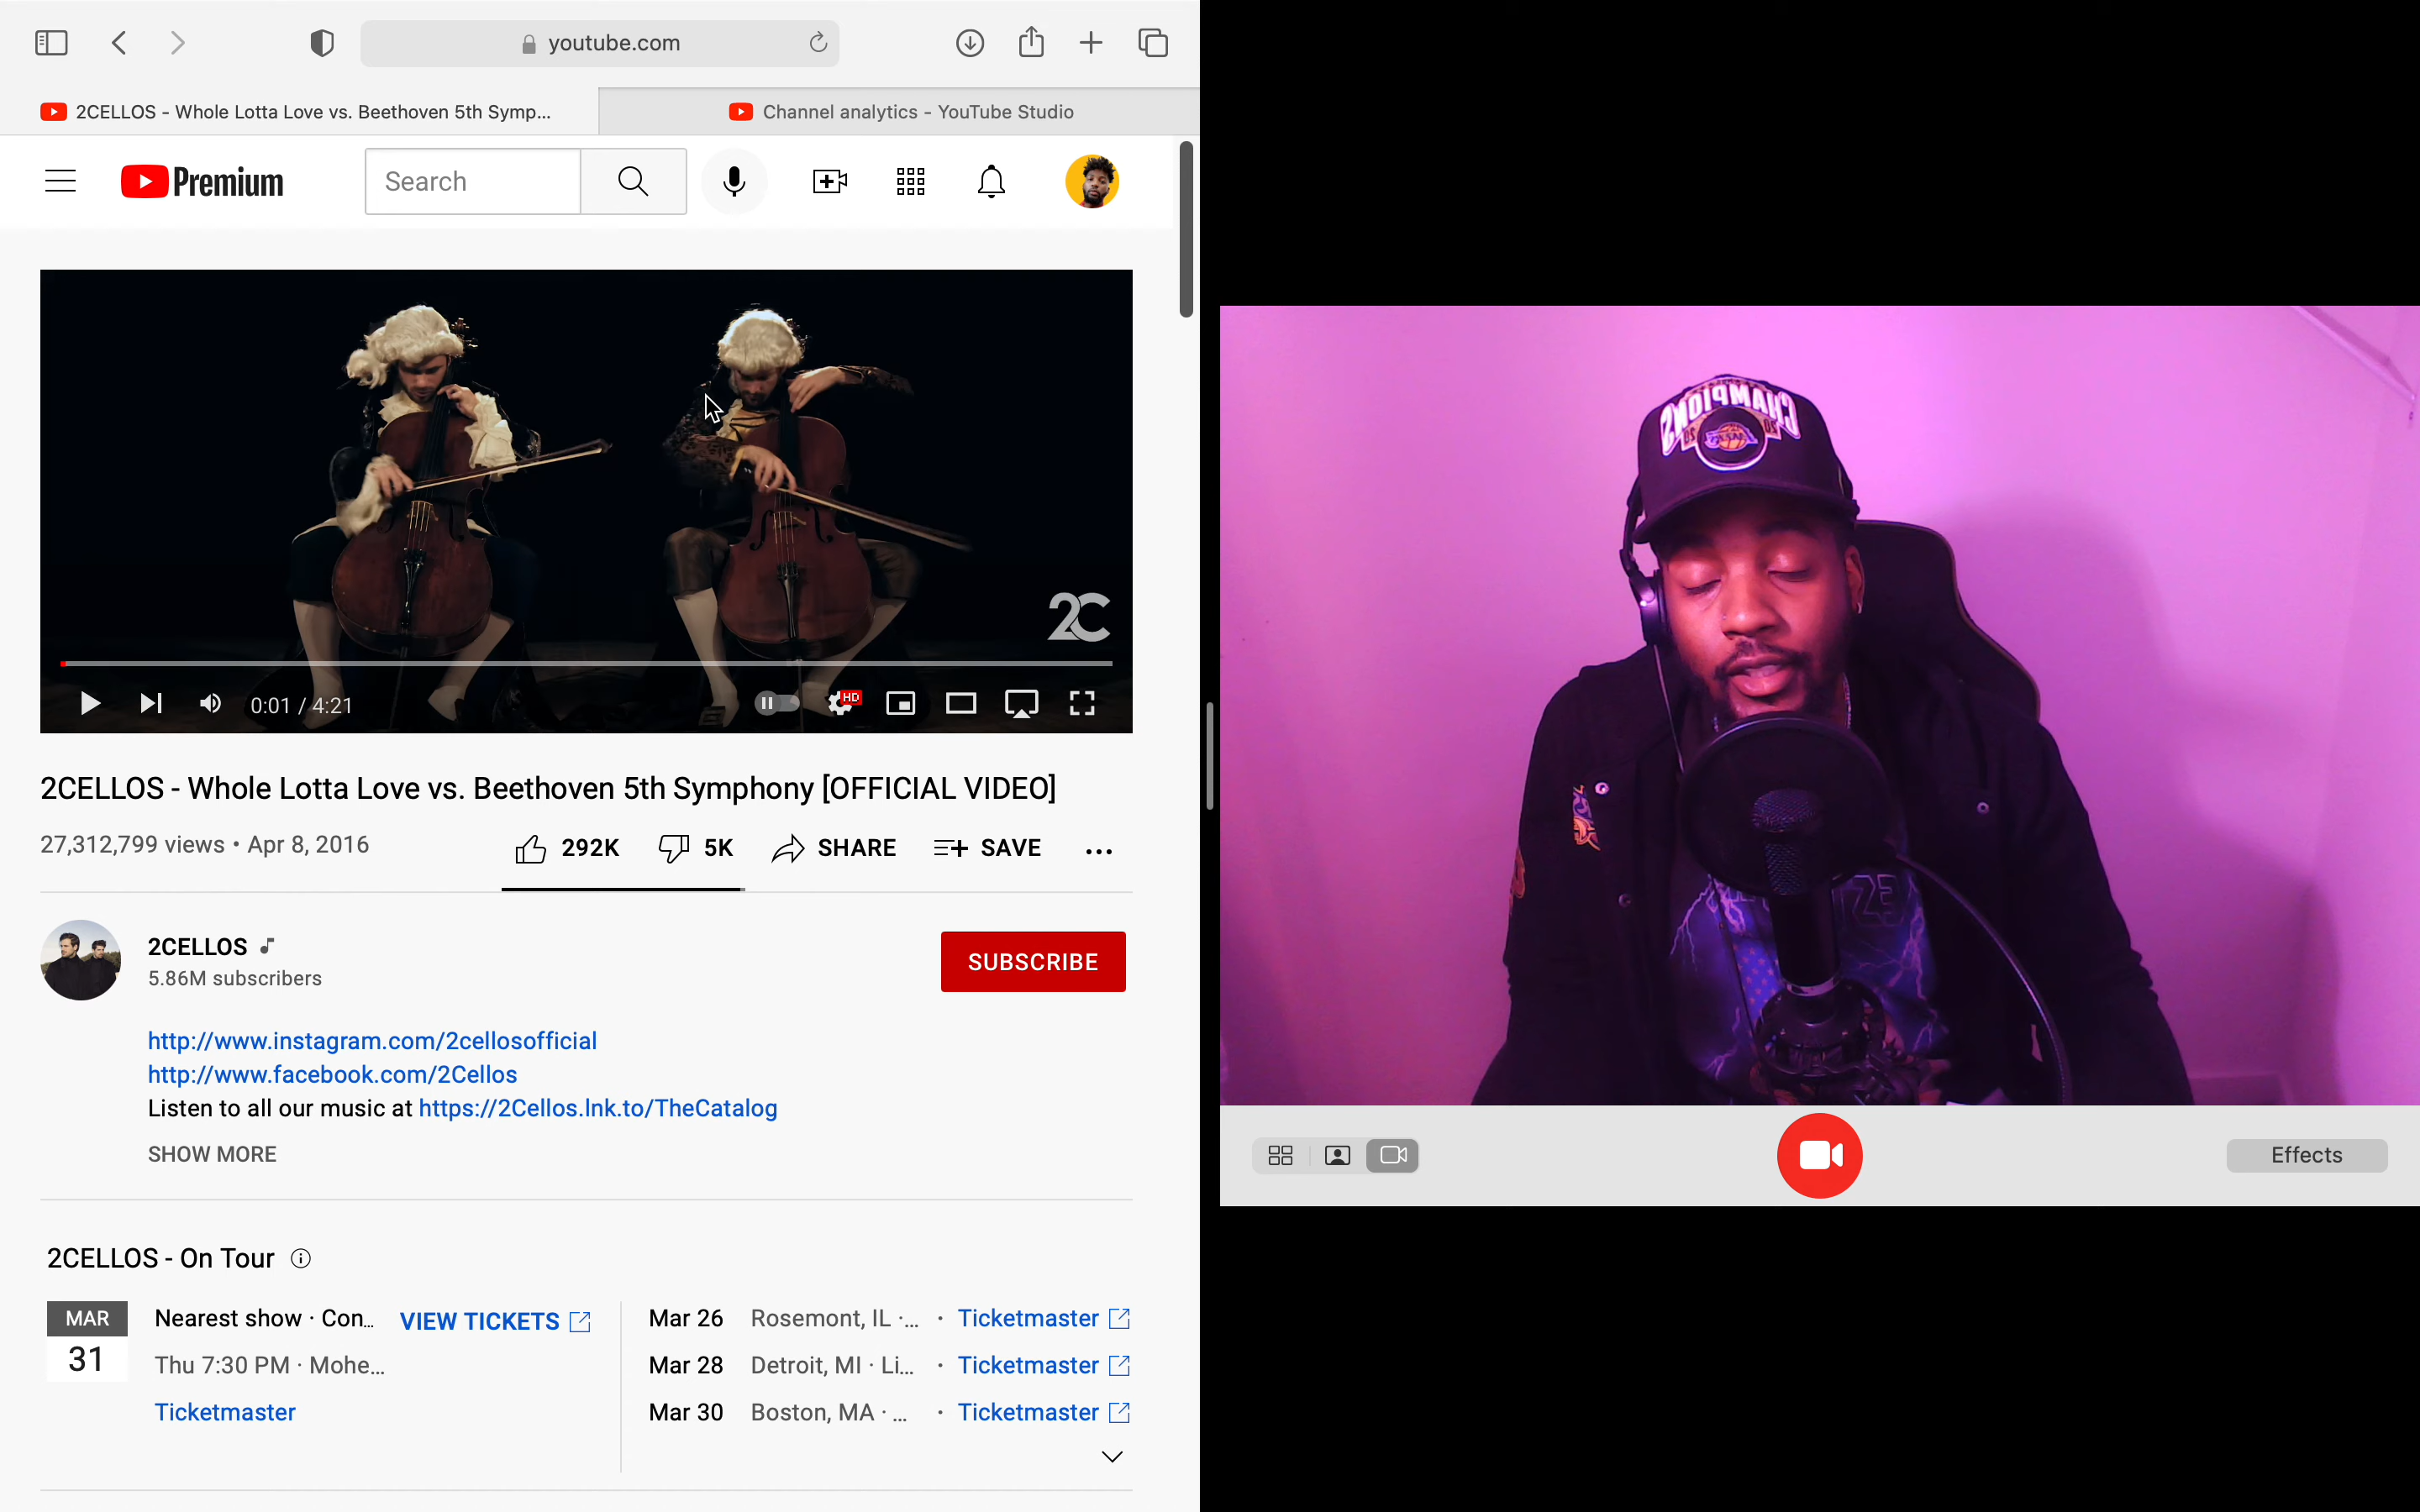 youtube.com
2CELLOS - Whole Lotta Love vs. Beethoven 5th Symp...
Channel analytics - YouTube Studio
Premium
Search
2C
HD
0:01 / 4:21
2CELLOS - Whole Lotta Love vs. Beethoven 5th Symphony [OFFICIAL VIDEO]
27,312,799 views • Apr 8, 2016
292K
5K
SHARE
SAVE
2CELLOS
5.86M subscribers
SUBSCRIBE
http://www.instagram.com/2cellosofficial
http://www.facebook.com/2Cellos
Listen to all our music at https://2Cellos.lnk.to/TheCatalog
SHOW MORE
2CELLOS - On Tour
MAR
31
Nearest show · Con...
VIEW TICKETS
Thu 7:30 PM · Mohe...
Ticketmaster
Mar 26 Rosemont, IL ·... · Ticketmaster
Mar 28 Detroit, MI · Li... · Ticketmaster
Mar 30 Boston, MA · ... · Ticketmaster
CHAMPIONS
20 20
LAKERS
Effects